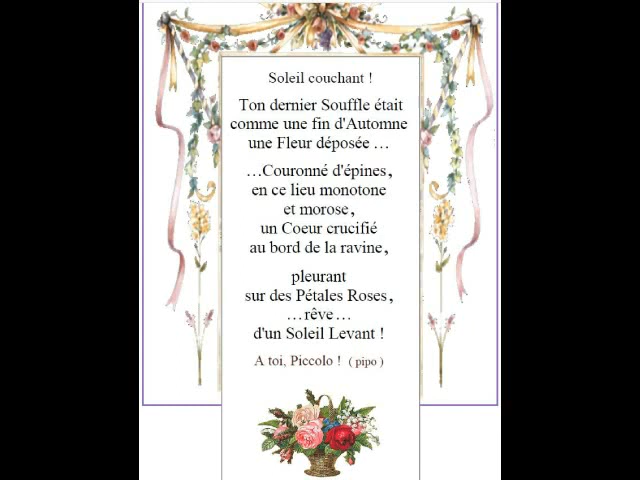 Soleil couchant !
Ton dernier Souffle était
comme une fin d'Automne
une Fleur déposée ...
...Couronné d'épines,
en ce lieu monotone
et morose,
un Coeur crucifié
au bord de la ravine,
pleurant
sur des Pétales Roses,
...rêve...
d'un Soleil Levant !
A toi, Piccolo ! ( pipo )